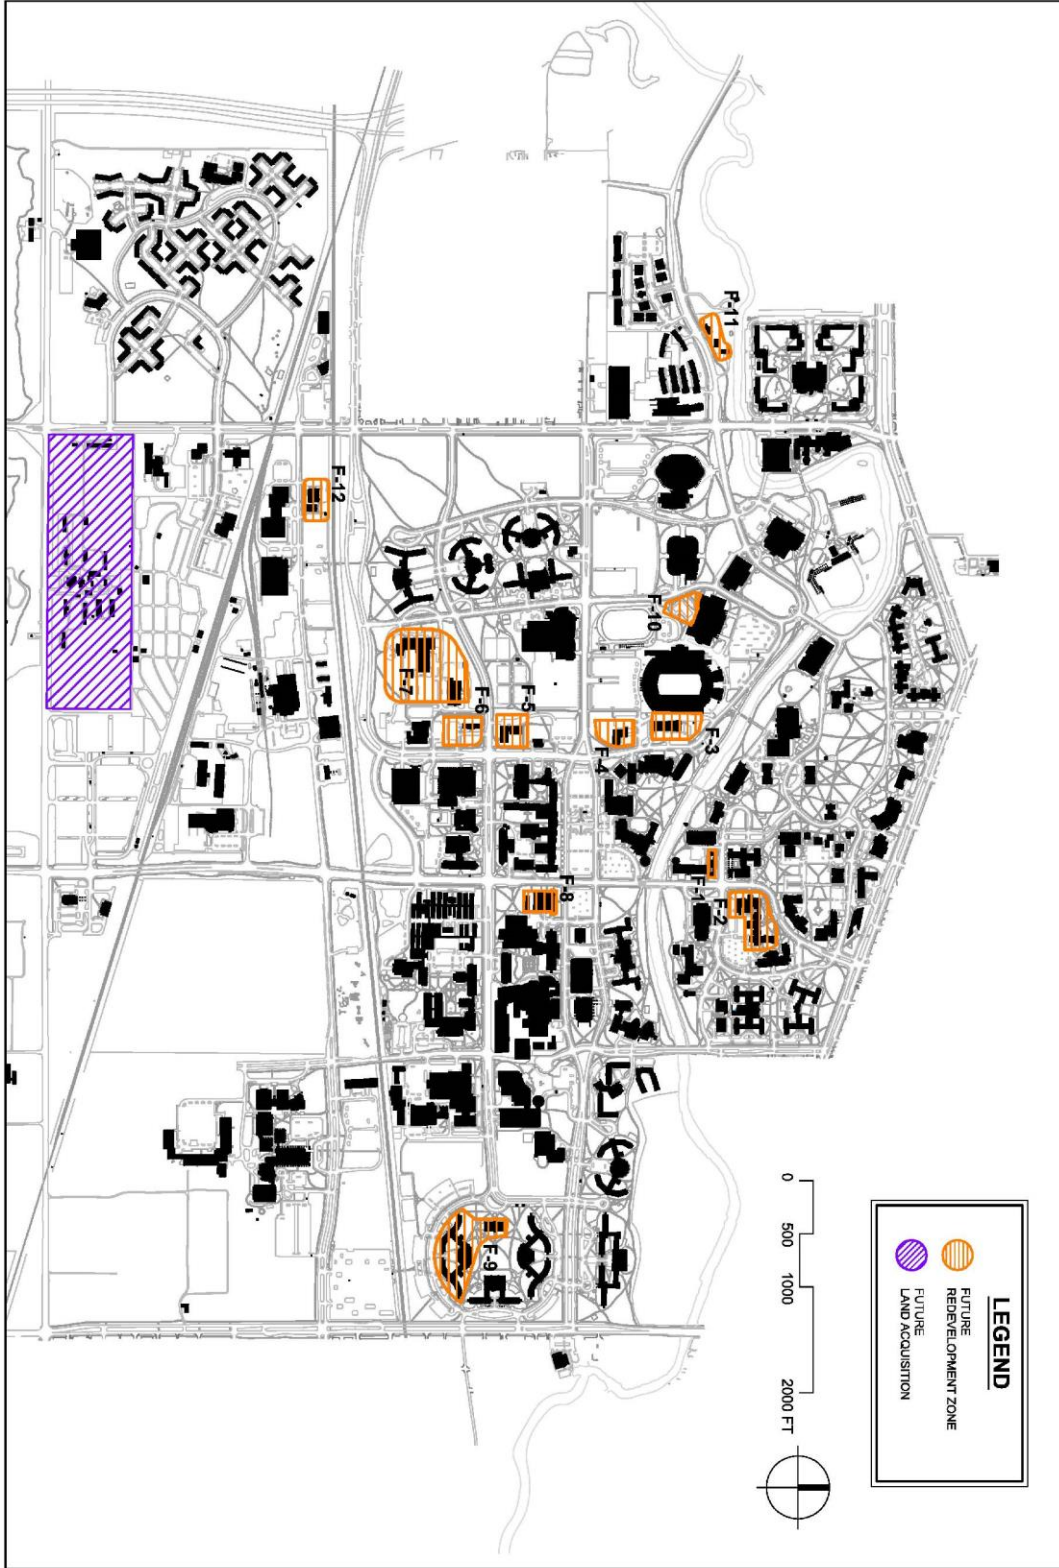 LEGEND
FUTURE
REDEVELOPMENT ZONE
FUTURE
LAND ACQUISITION
0
500
1000
2000 FT
F-11
F-12
F-10
F-7
F-6
F-5
F-4
F-3
F-1
F-2
F-8
F-9